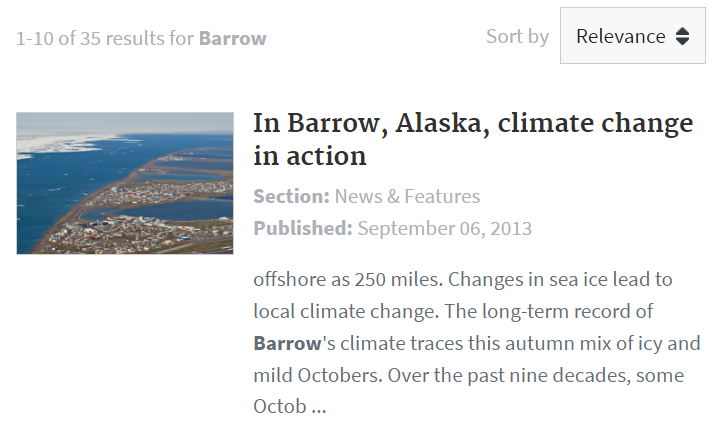 1-10 of 35 results for Barrow
Sort by
Relevance
In Barrow, Alaska, climate change
in action
Section: News & Features
Published: September 06, 2013
offshore as 250 miles. Changes in sea ice lead to
local climate change. The long-term record of
Barrow's climate traces this autumn mix of icy and
mild Octobers. Over the past nine decades, some
Octob ...